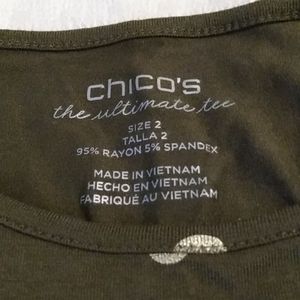 chico's
the ultimate tee
SIZE 2
TALLA 2
95% RAYON 5% SPANDEX
MADE IN VIETNAM
HECHO EN VIETNAM
FABRIQUÉ AU VIETNAM